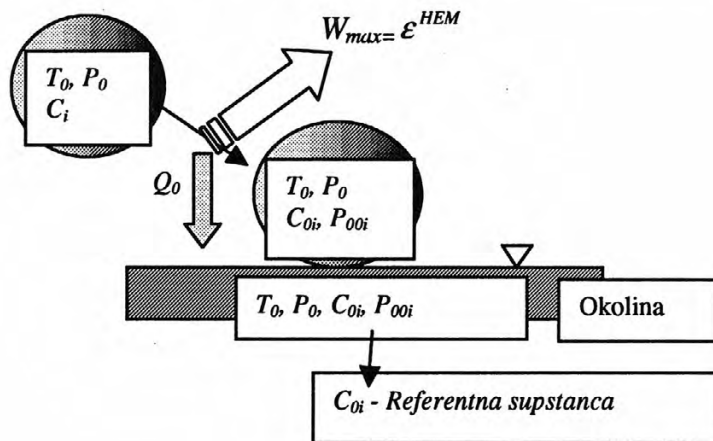 W_max= ε^HEM
T_0, P_0
C_i
Q_0
T_0, P_0
C_0i, P_00i
T_0, P_0, C_0i, P_00i
Okolina
C_0i - Referentna supstanca